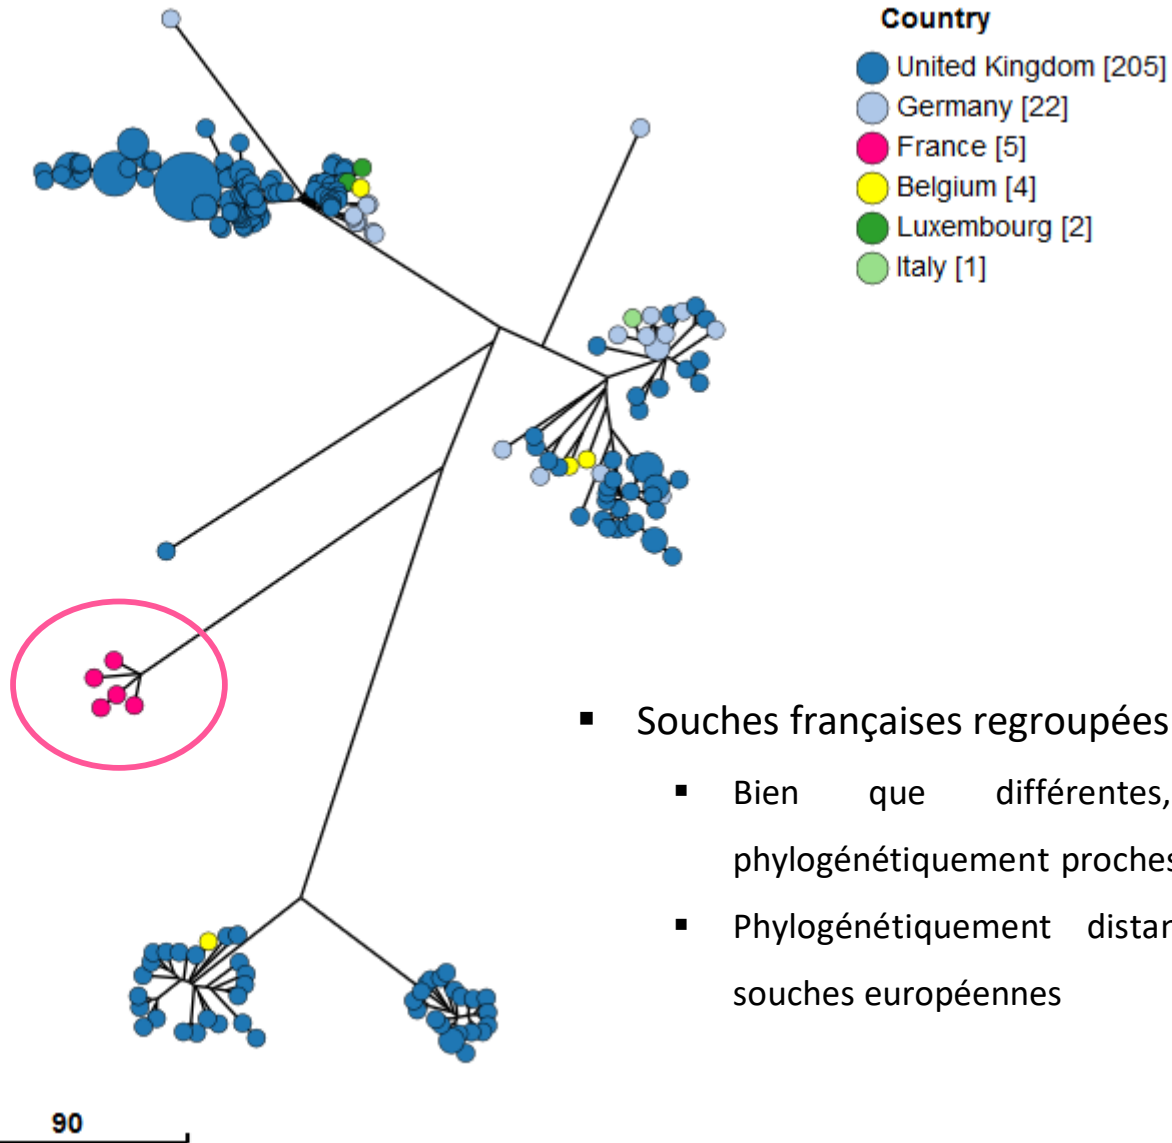 Country
United Kingdom [205]
Germany [22]
France [5]
Belgium [4]
Luxembourg [2]
Italy [1]
▪ Souches françaises regroupées
▪ Bien que différentes,
phylogénétiquement proches
▪ Phylogénétiquement
souches européennes
90